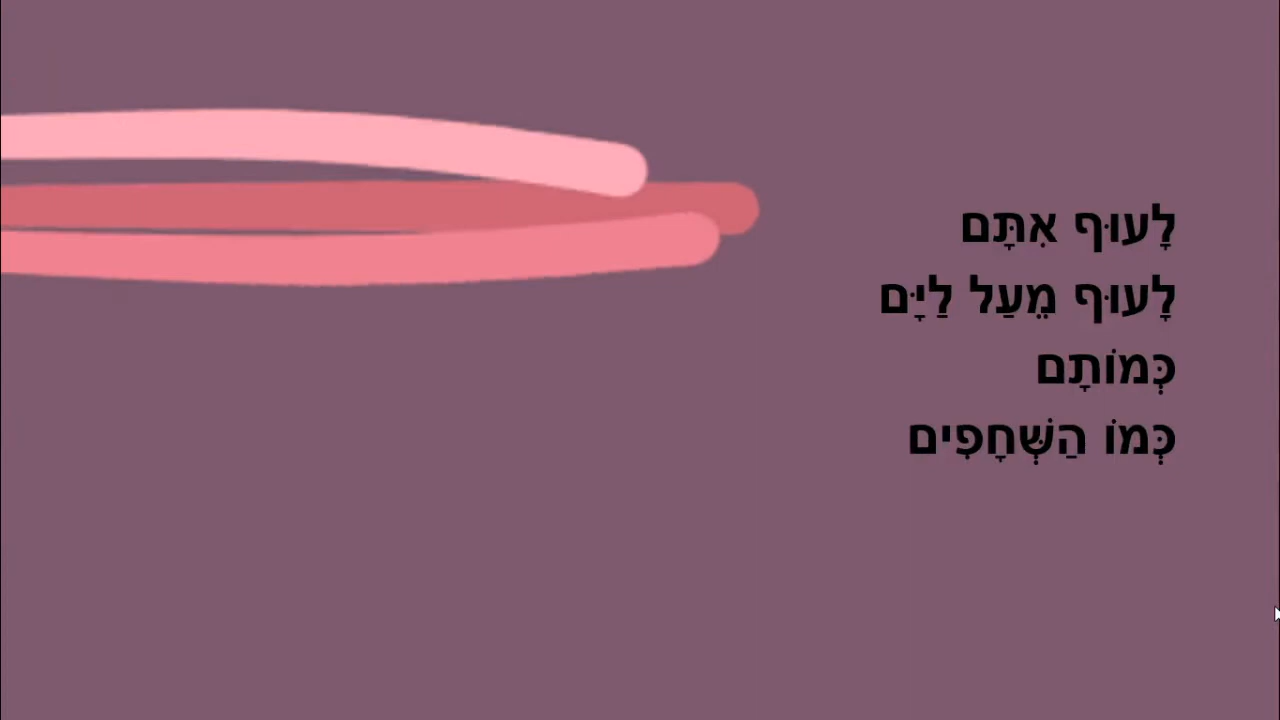 לָעוּף אִתָּם
לָעוּף מֵעַל לַיָּם
כְּמוֹתָם
כְּמוֹ הַשְּׁחָפִים